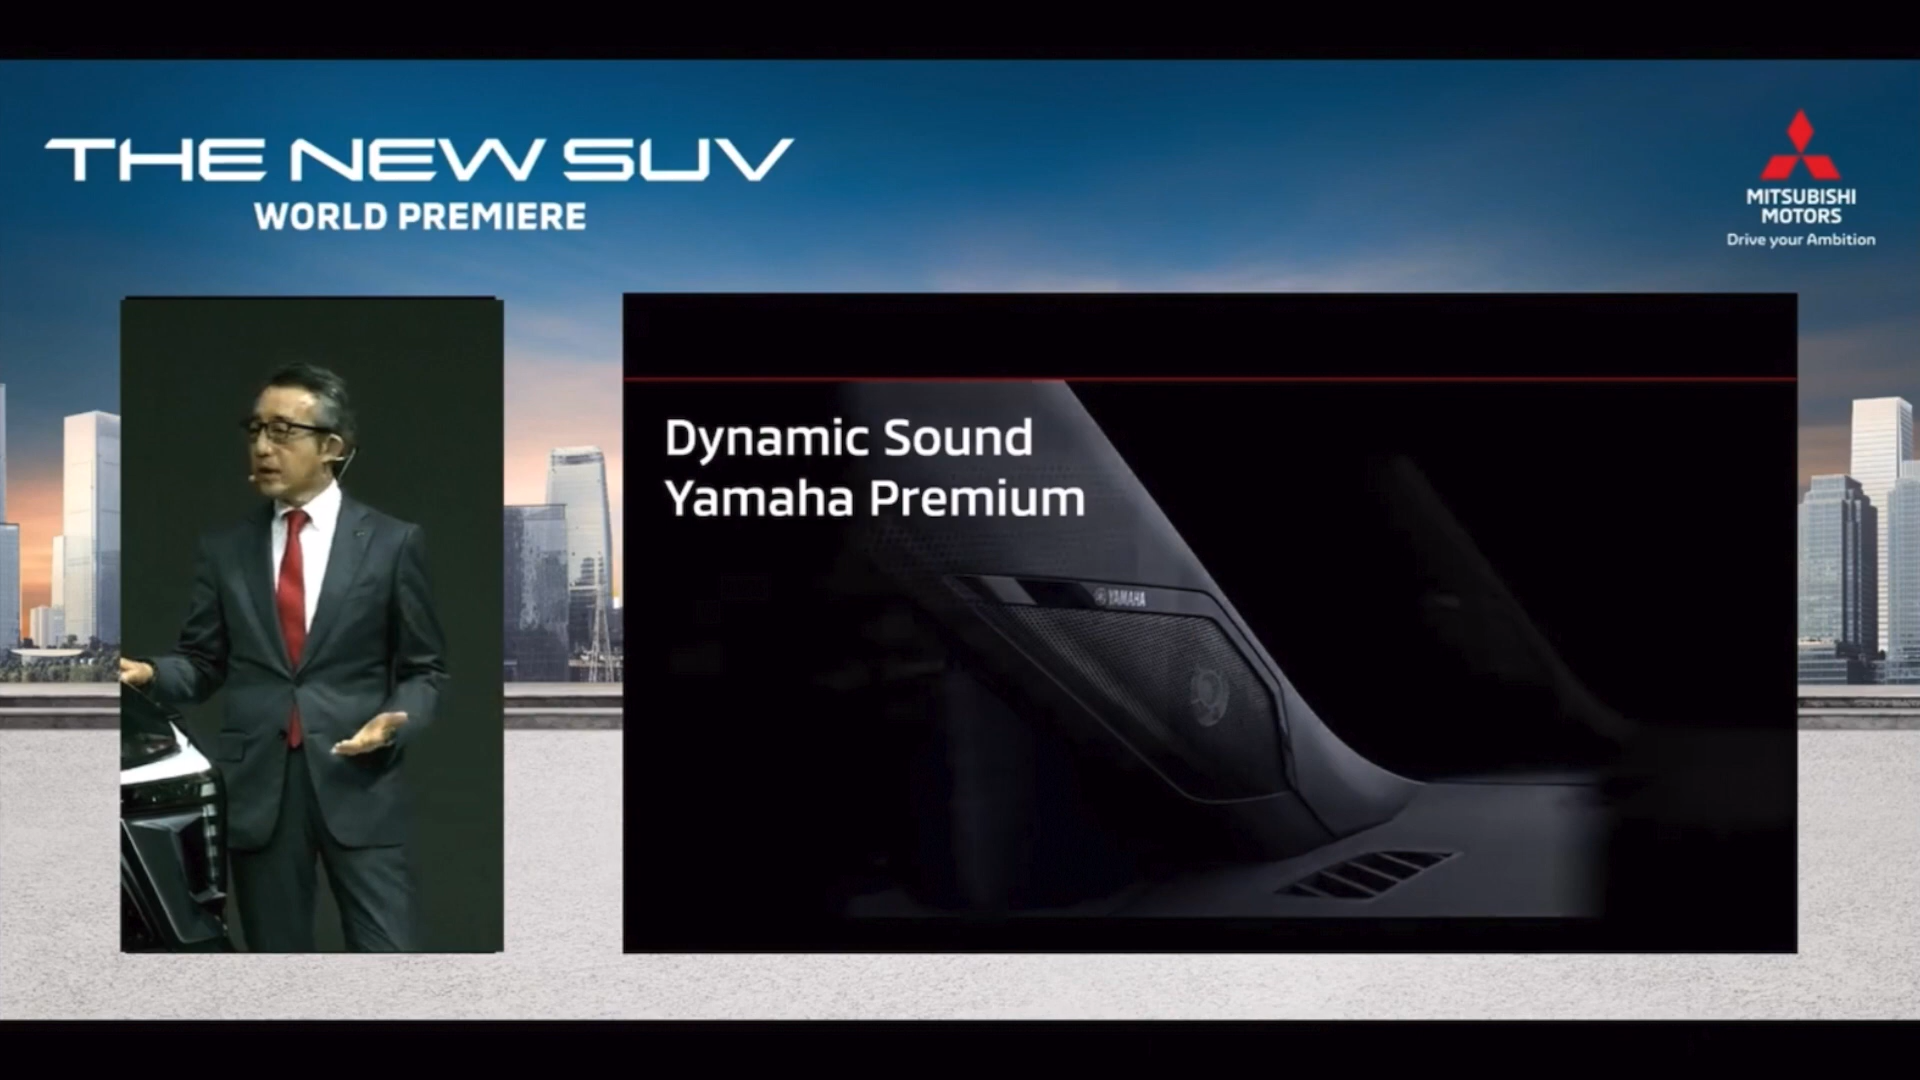 THE NEW SUV
WORLD PREMIERE
MITSUBISHI
MOTORS
Drive your Ambition
Dynamic Sound
Yamaha Premium
YAMAHA